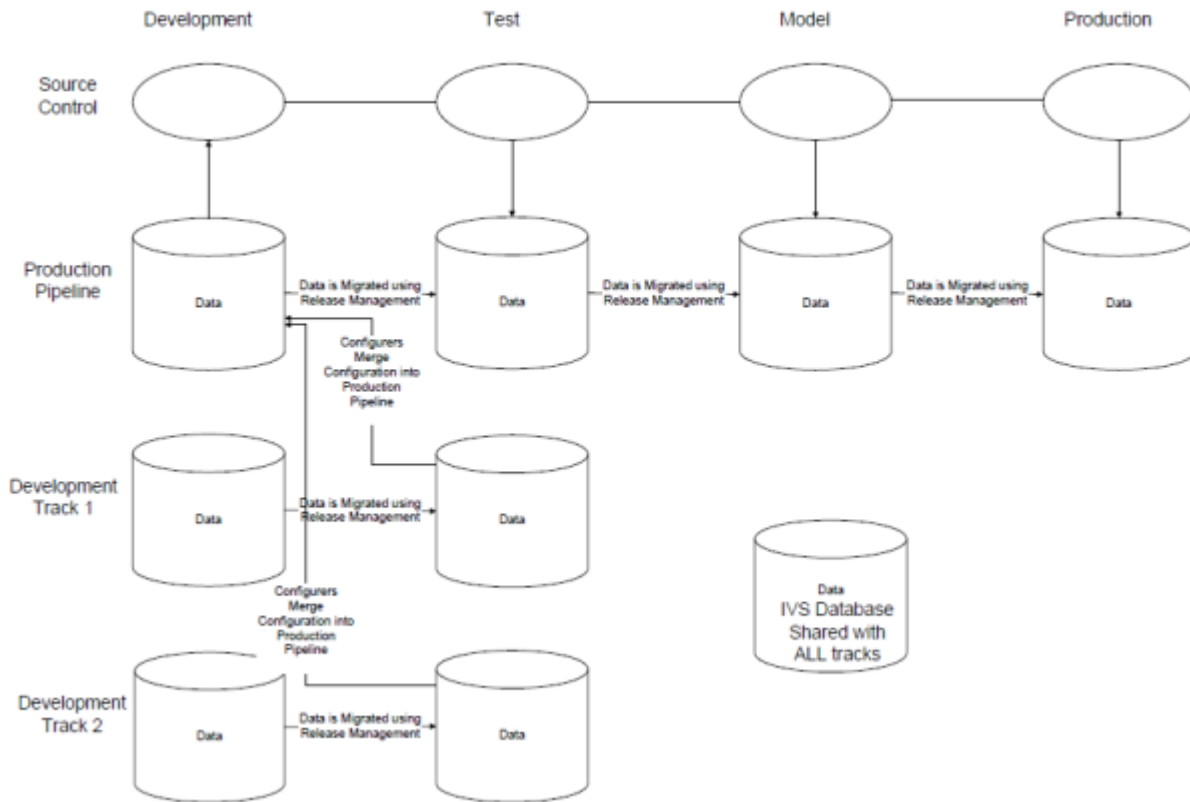 Development
Test
Model
Production
Source
Control
Production
Pipeline
Data
Data is Migrated using
Release Management
Data
Data is Migrated using
Release Management
Data
Data is Migrated using
Release Management
Data
Configurers
Merge
Configuration into
Production
Pipeline
Development
Track 1
Data
Data is Migrated using
Release Management
Data
Configurers
Merge
Configuration into
Production
Pipeline
Data
IVS Database
Shared with
ALL tracks
Development
Track 2
Data
Data is Migrated using
Release Management
Data